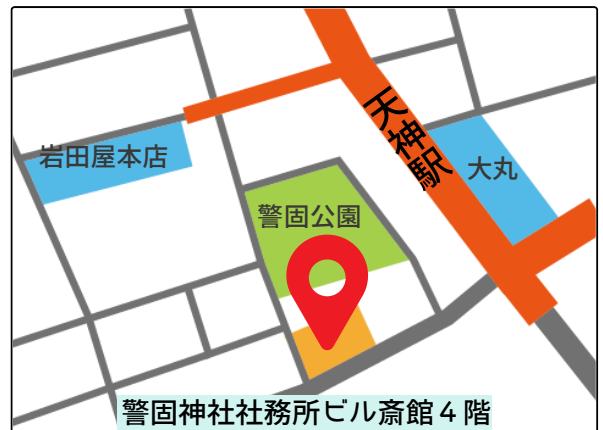 天神駅
岩田屋本店
大丸
警固公園
警固神社社務所ビル斎館4階